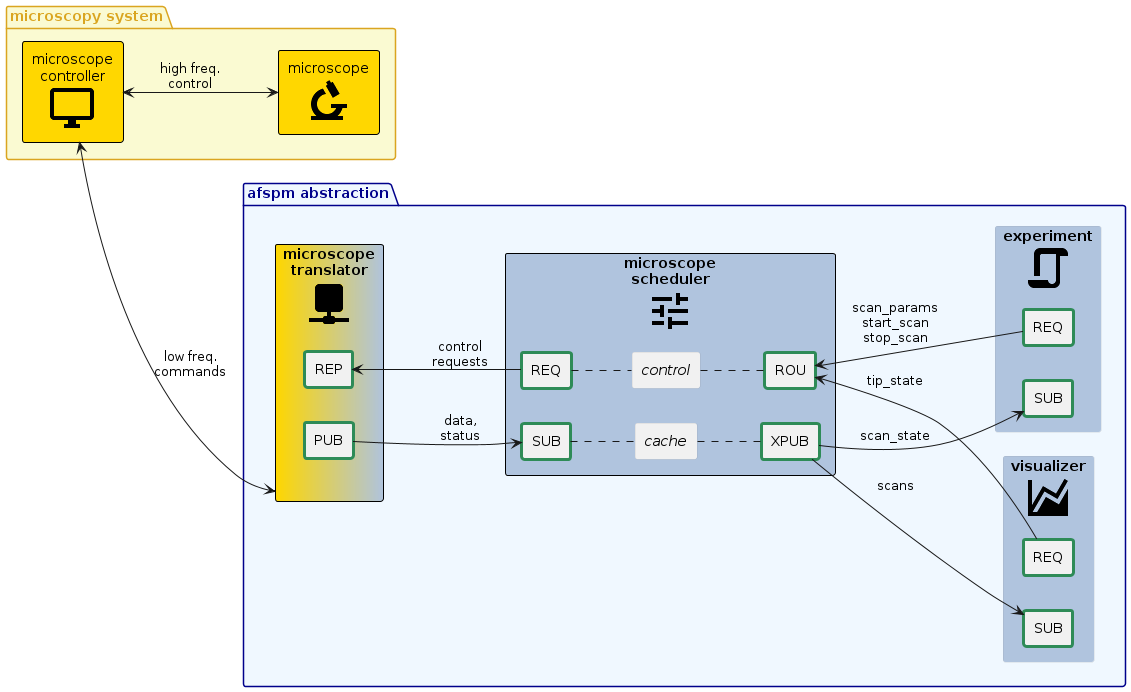 microscopy system
microscope
controller
high freq.
control
microscope
low freq.
commands
afspm abstraction
microscope
translator
REP
PUB
control
requests
data,
status
microscope
scheduler
REQ
control
ROU
SUB
cache
XPUB
scan_params
start_scan
stop_scan
tip_state
scan_state
scans
experiment
REQ
SUB
visualizer
REQ
SUB